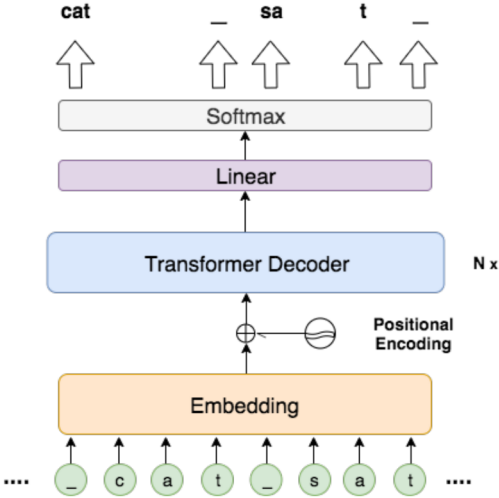 cat _ sa t _
Softmax
Linear
Transformer Decoder
N x
Positional
Encoding
Embedding
.... _ c a t _ s a t ....